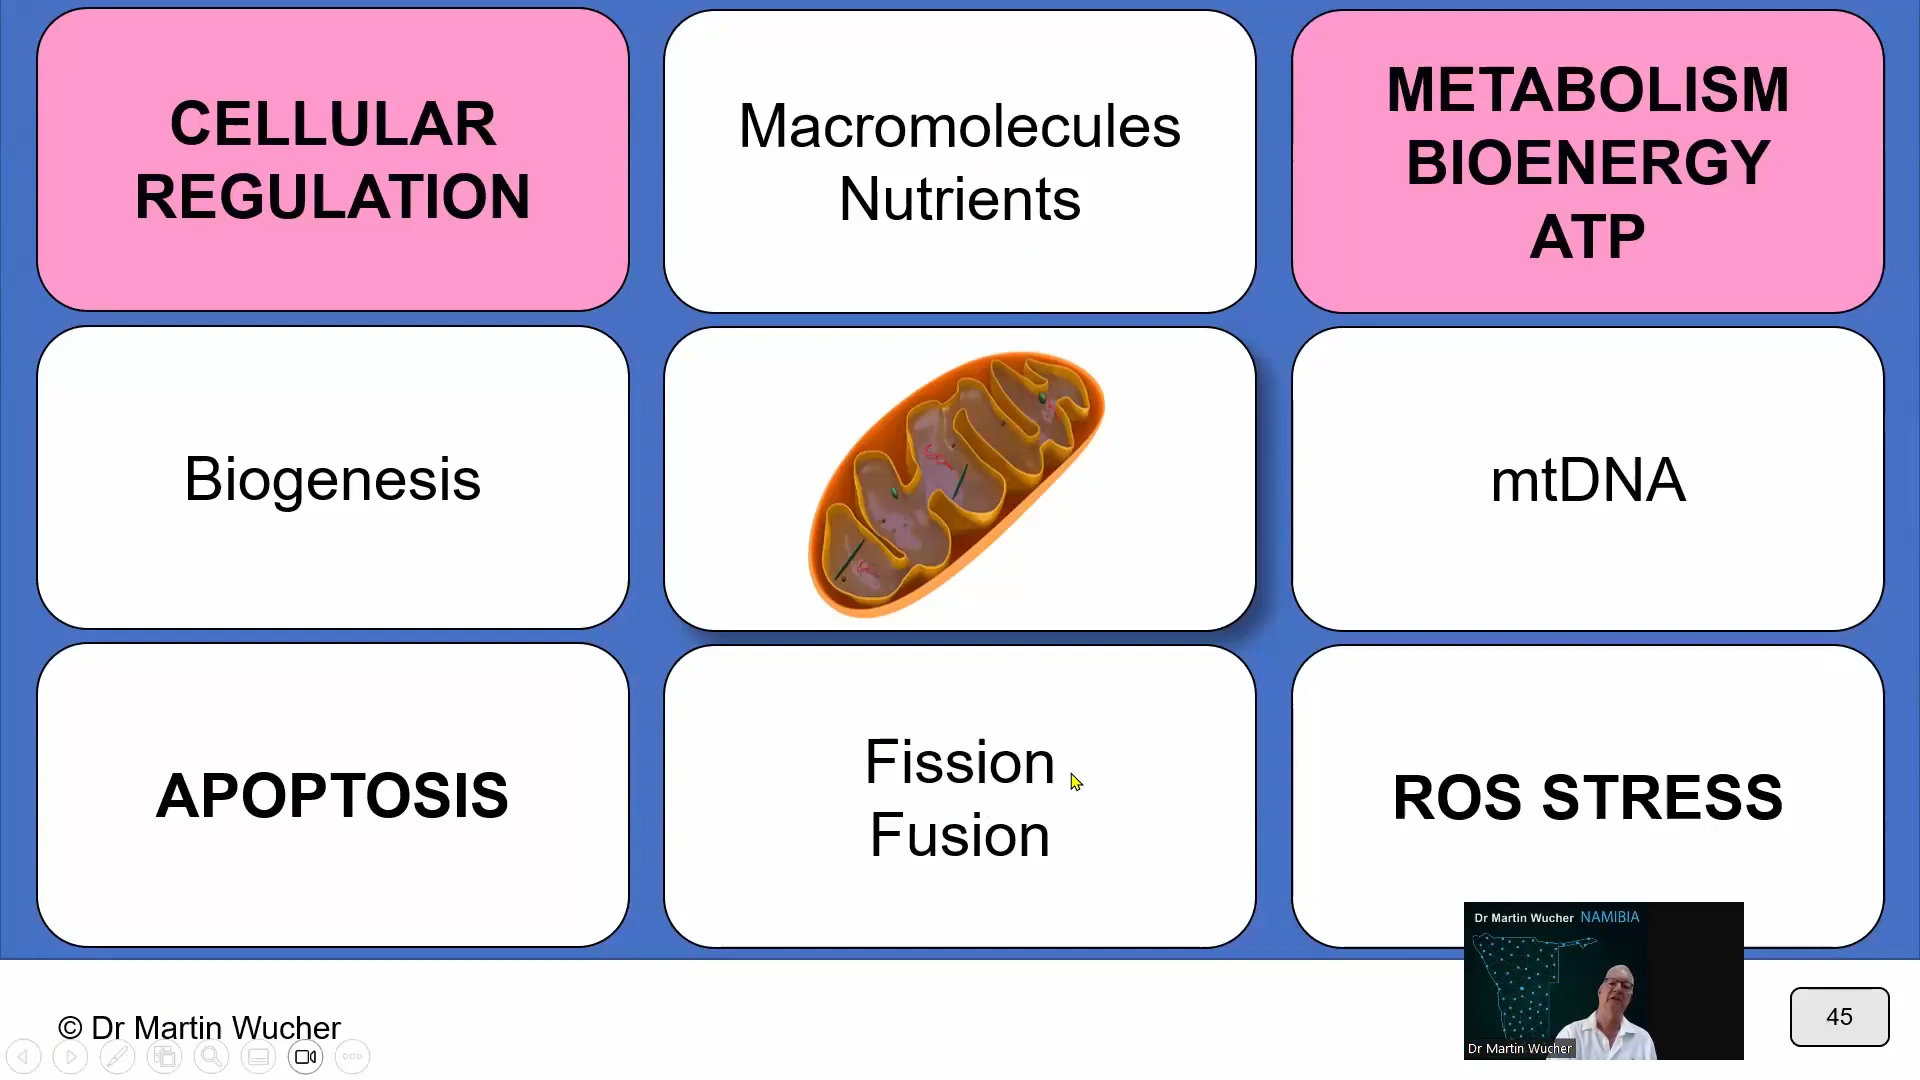 CELLULAR
REGULATION
Macromolecules
Nutrients
METABOLISM
BIOENERGY
ATP
Biogenesis
mtDNA
APOPTOSIS
Fission
Fusion
ROS STRESS
Dr Martin Wucher NAMIBIA
Dr Martin Wucher
© Dr Martin Wucher
45